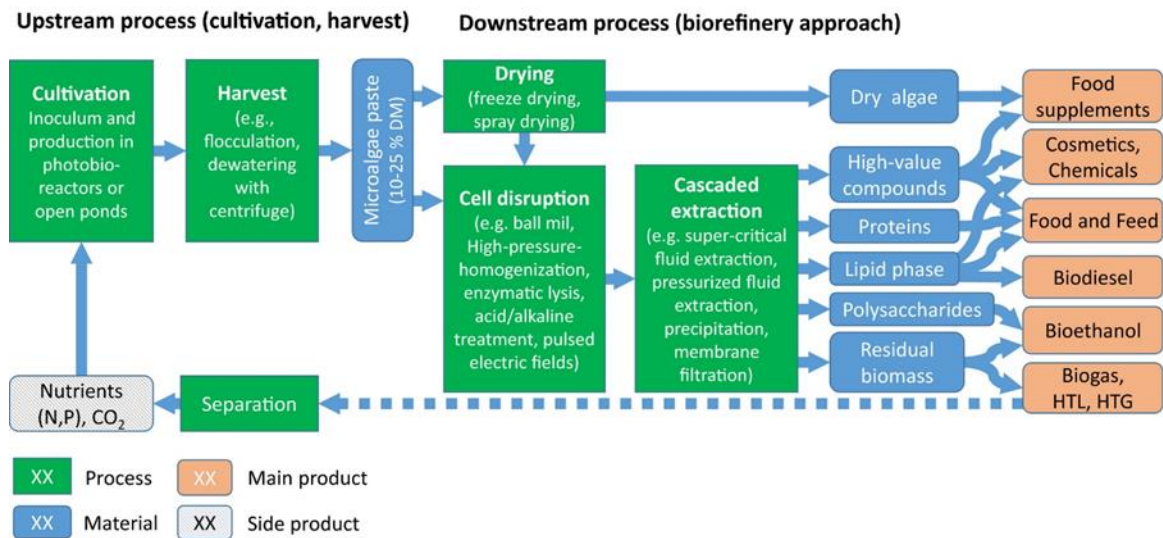 Upstream process (cultivation, harvest)
Downstream process (biorefinery approach)
Cultivation
Inoculum and
production in
photobio-
reactors or
open ponds
Harvest
(e.g.,
flocculation,
dewatering
with
centrifuge)
Microalgae paste
(10-25 % DM)
Drying
(freeze drying,
spray drying)
Cell disruption
(e.g. ball mil,
High-pressure-
homogenization,
enzymatic lysis,
acid/alkaline
treatment, pulsed
electric fields)
Cascaded
extraction
(e.g. super-critical
fluid extraction,
pressurized fluid
extraction,
precipitation,
membrane
filtration)
Dry algae
High-value
compounds
Proteins
Lipid phase
Polysaccharides
Residual
biomass
Food
supplements
Cosmetics,
Chemicals
Food and Feed
Biodiesel
Bioethanol
Biogas,
HTL, HTG
Separation
Nutrients
(N,P), CO₂
XX Process
XX Main product
XX Material
XX Side product